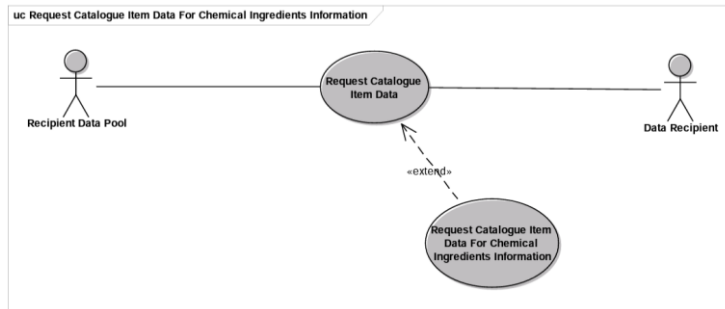 uc Request Catalogue Item Data For Chemical Ingredients Information
Request Catalogue
Item Data
Recipient Data Pool
Data Recipient
«extend»
Request Catalogue Item
Data For Chemical
Ingredients Information